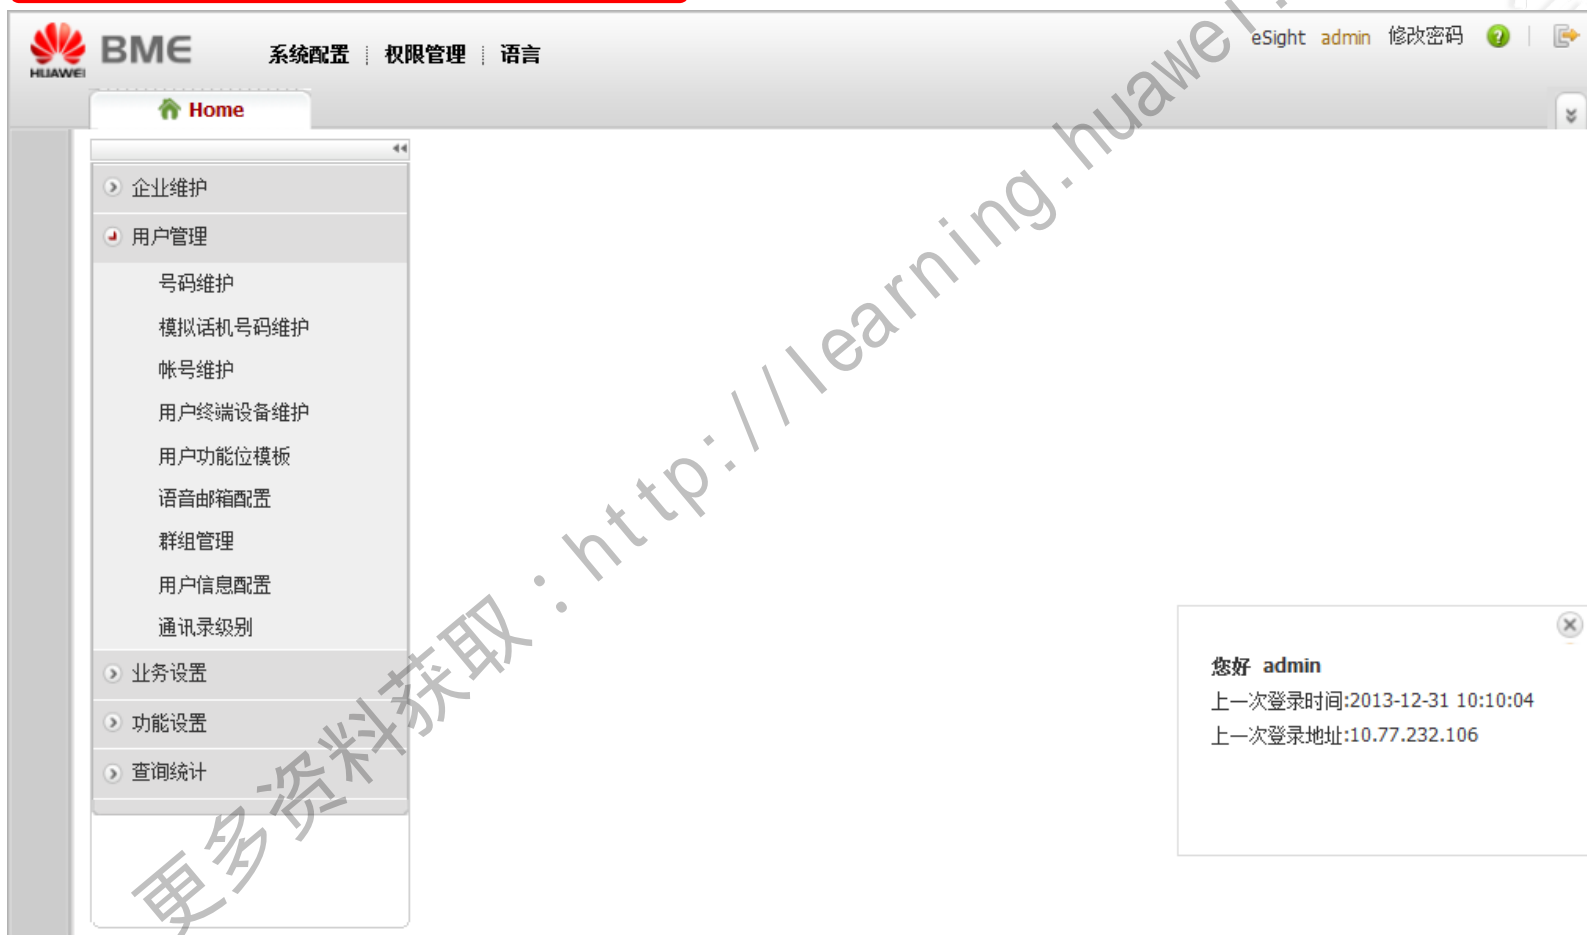 HUAWEI BME 系统配置 权限管理 语言 eSight admin 修改密码
Home
企业维护
用户管理
号码维护
模拟话机号码维护
帐号维护
用户终端设备维护
用户功能位模板
语音邮箱配置
群组管理
用户信息配置
通讯录级别
业务设置
功能设置
查询统计
您好 admin
上一次登录时间:2013-12-31 10:10:04
上一次登录地址:10.77.232.106
更多资料获取:http://learning.huawei.